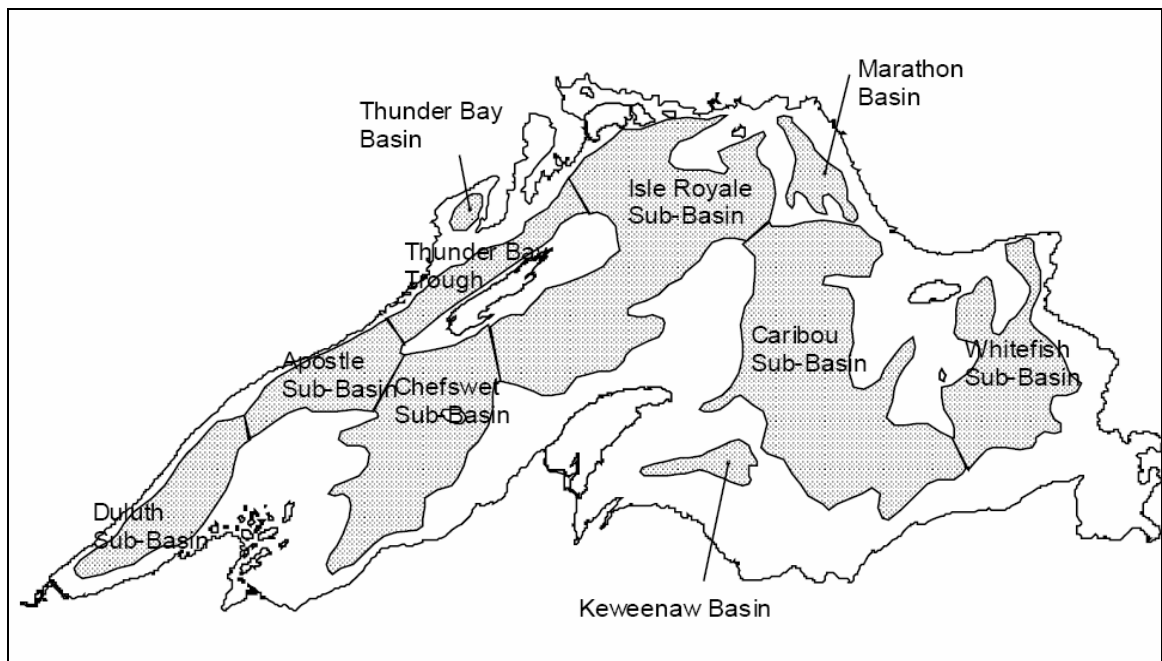 Marathon
Basin
Thunder Bay
Basin
Isle Royale
Sub-Basin
Thunder Bay
Trough
Caribou
Sub-Basin
Whitefish
Sub-Basin
Apostle
Sub-Basin
Chefswet
Sub-Basin
Duluth
Sub-Basin
Keweenaw Basin